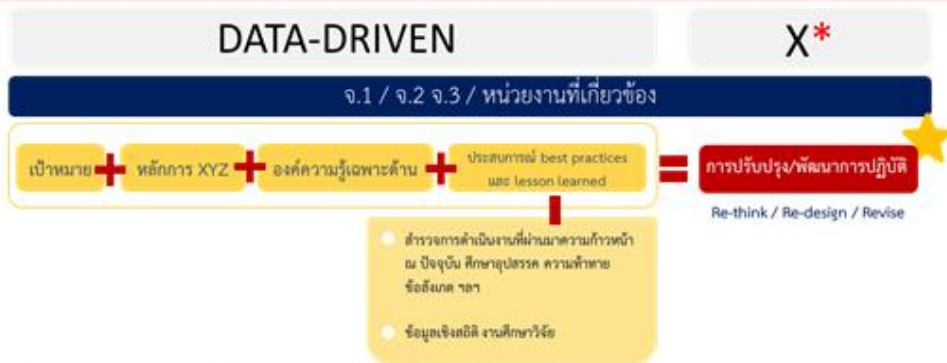 DATA-DRIVEN
X*
จ.1 / จ.2 จ.3 / หน่วยงานที่เกี่ยวข้อง
เป้าหมาย + หลักการ XYZ + องค์ความรู้เฉพาะด้าน + ประสบการณ์ best practices
และ lesson learned
= การปรับปรุง/พัฒนาการปฏิบัติ
Re-think / Re-design / Revise
สำรวจการดำเนินงานที่ผ่านมาความก้าวหน้า
ณ ปัจจุบัน ศึกษาอุปสรรค ความท้าทาย
ข้อสังเกต ฯลฯ
ข้อมูลเชิงสถิติ งานศึกษาวิจัย